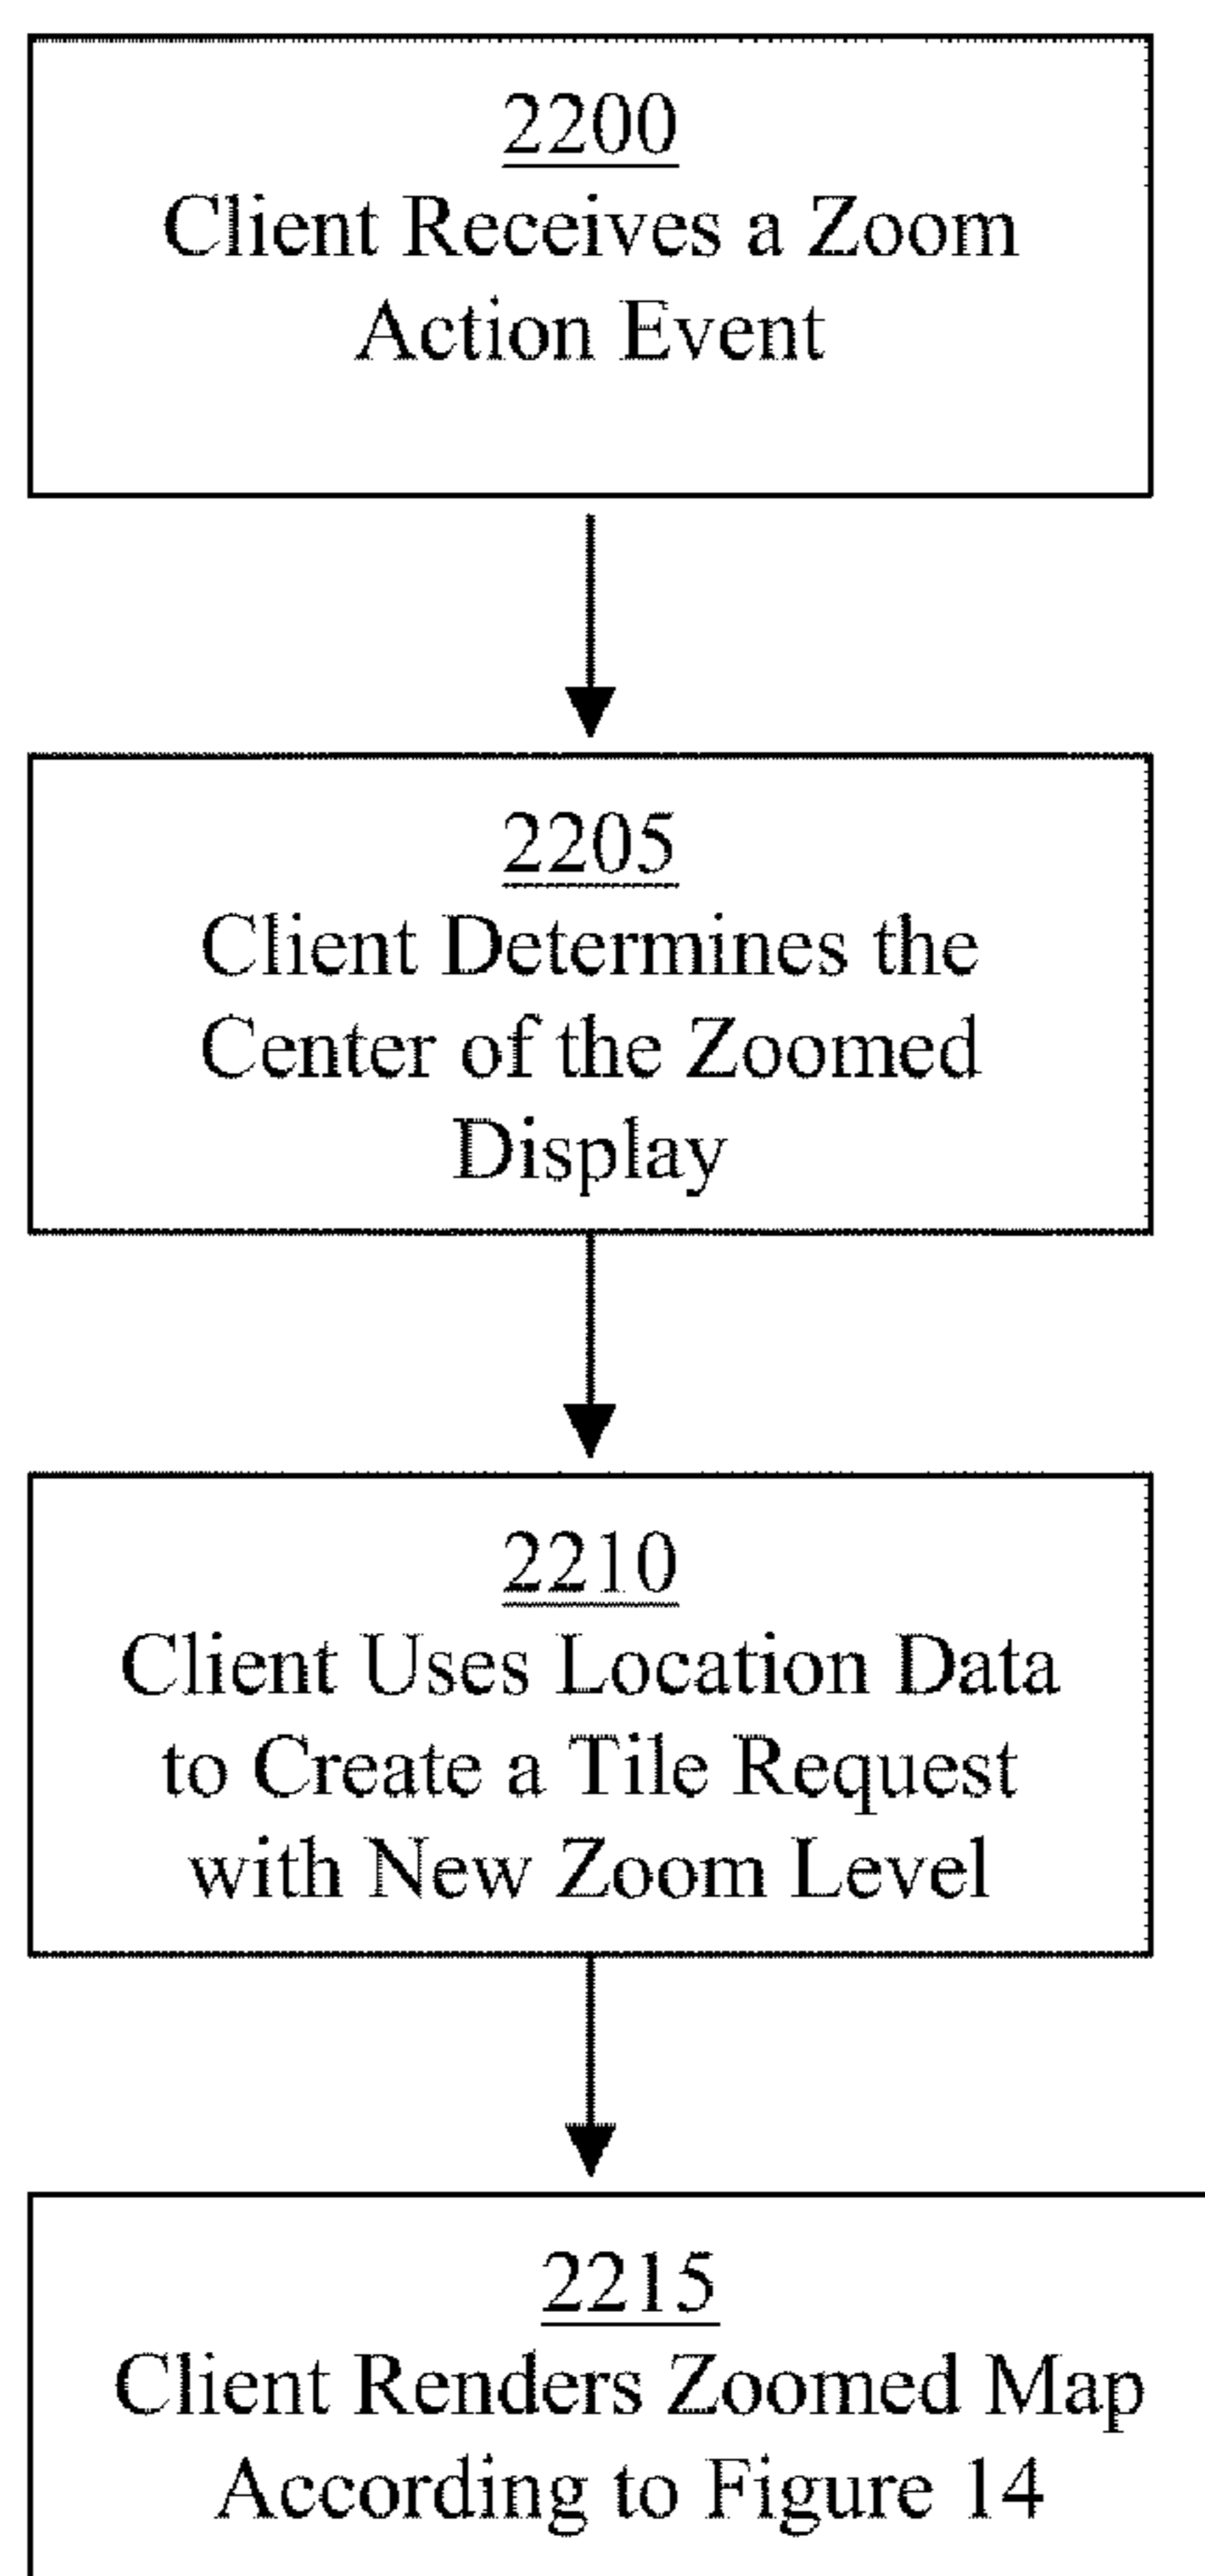 2200
Client Receives a Zoom
Action Event
2205
Client Determines the
Center of the Zoomed
Display
2210
Client Uses Location Data
to Create a Tile Request
with New Zoom Level
2215
Client Renders Zoomed Map
According to Figure 14